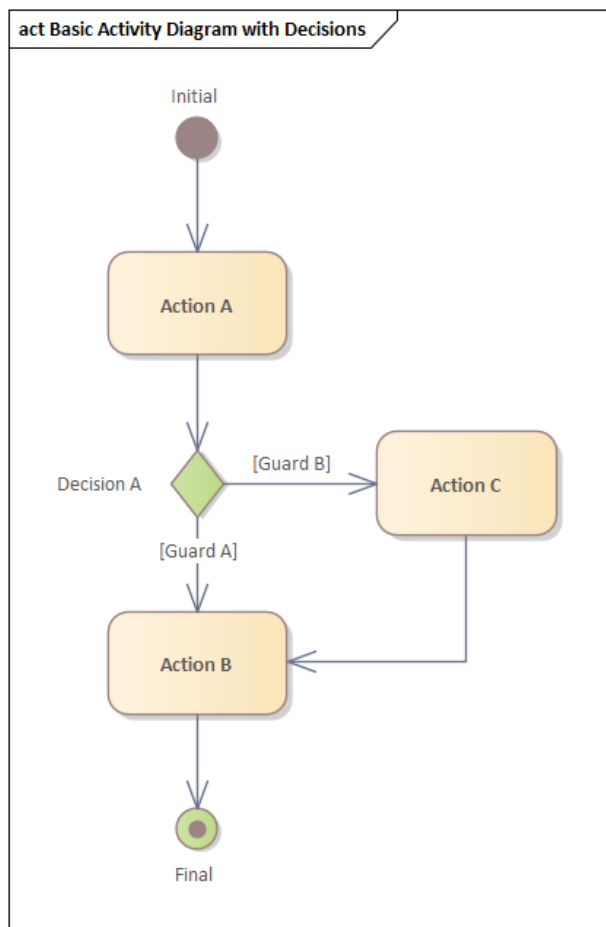 act Basic Activity Diagram with Decisions
Initial
Action A
Decision A
[Guard B]
Action C
[Guard A]
Action B
Final